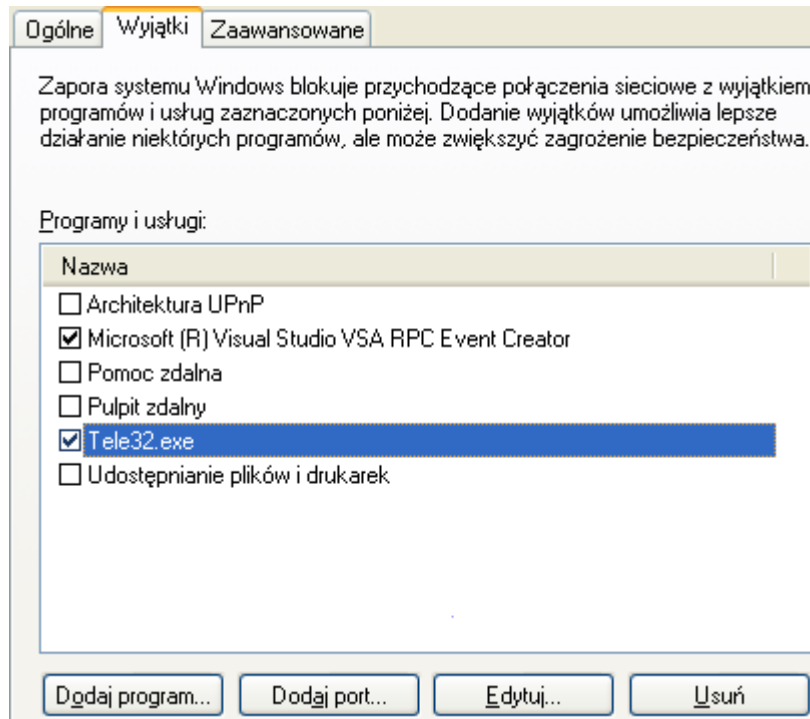 Ogólne Wyjątki Zaawansowane
Zapora systemu Windows blokuje przychodzące połączenia sieciowe z wyjątkiem
programów i usług zaznaczonych poniżej. Dodanie wyjątków umożliwia lepsze
działanie niektórych programów, ale może zwiększyć zagrożenie bezpieczeństwa.
Programy i usługi:
Nazwa
Architektura UPnP
Microsoft (R) Visual Studio VSA RPC Event Creator
Pomoc zdalna
Pulpit zdalny
Tele32.exe
Udostępnianie plików i drukarek
Dodaj program... Dodaj port... Edytuj... Usuń